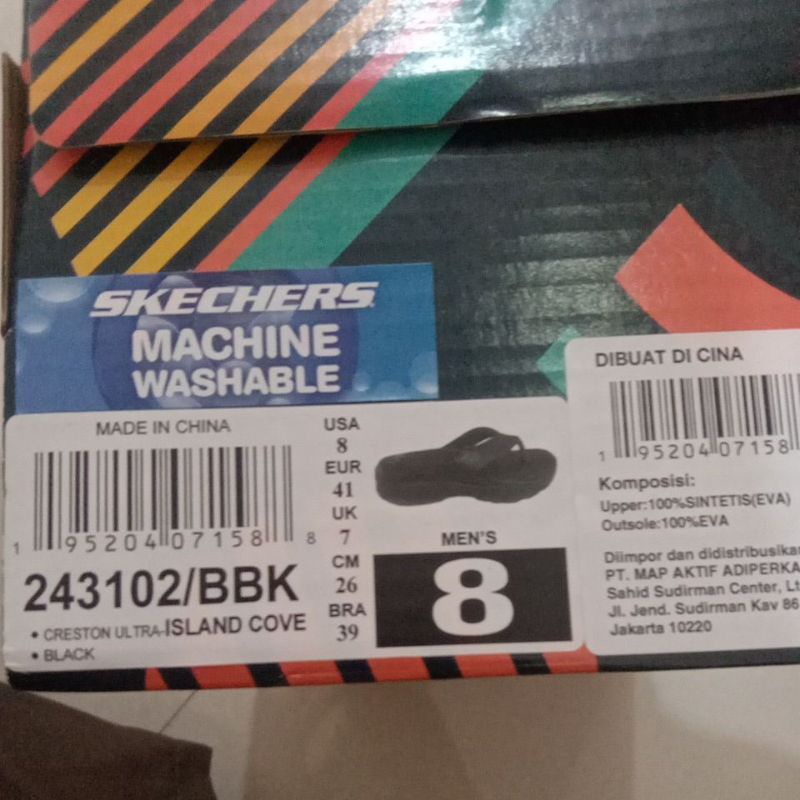 SKECHERS
MACHINE
WASHABLE
MADE IN CHINA
1 95204 07158 8
243102/BBK
• CRESTON ULTRA-ISLAND COVE
• BLACK
USA
8
EUR
41
UK
7
CM
26
BRA
39
MEN'S
8
DIBUAT DI CINA
1 95204 07158
Komposisi:
Upper:100%SINTETIS(EVA)
Outsole:100%EVA
Diimpor dan didistribusikan
PT. MAP AKTIF ADIPERKA
Sahid Sudirman Center, Lt
Jl. Jend. Sudirman Kav 86
Jakarta 10220